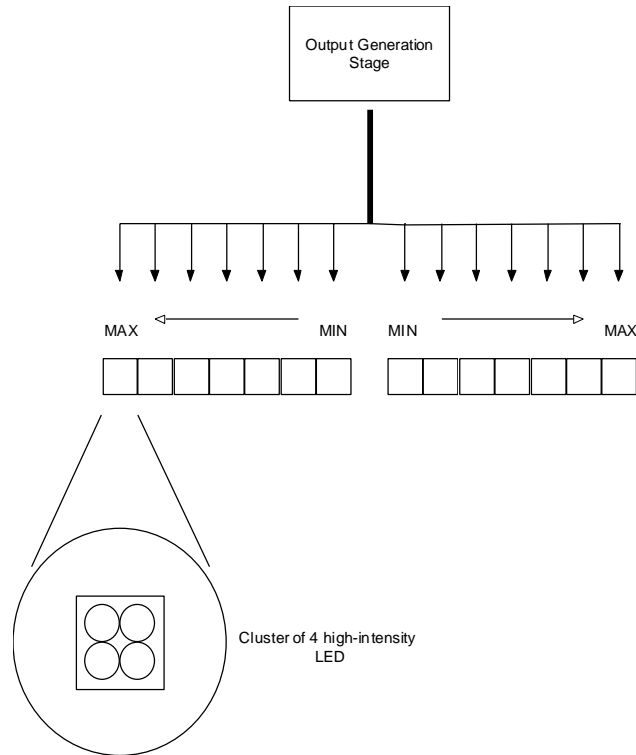 Output Generation
Stage
MAX
MIN
MIN
MAX
Cluster of 4 high-intensity
LED